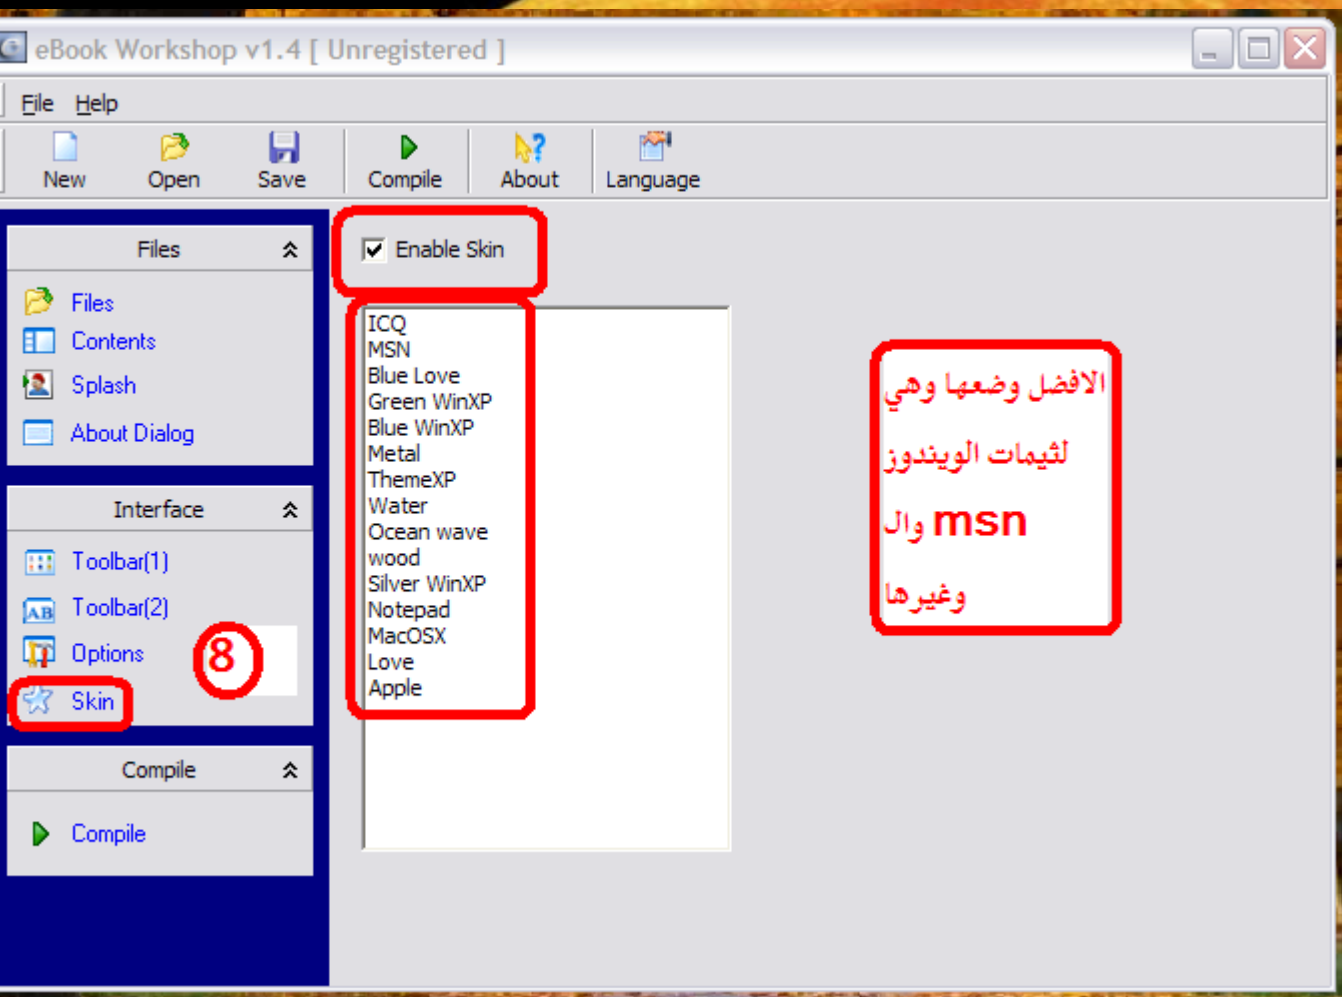 eBook Workshop v1.4 [ Unregistered ]
File Help
New Open Save Compile About Language
Files
Files
Contents
Splash
About Dialog
Interface
Toolbar(1)
Toolbar(2)
Options
8
Skin
Compile
Compile
Enable Skin
ICQ
MSN
Blue Love
Green WinXP
Blue WinXP
Metal
ThemeXP
Water
Ocean wave
wood
Silver WinXP
Notepad
MacOSX
Love
Apple
الافضل وضعها وهي
لثيمات الويندوز
وال msn
وغيرها